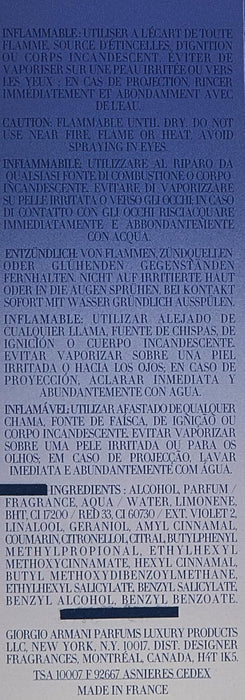 INFLAMMABLE: UTILISER A L'ÉCART DE TOUTE
FLAMME, SOURCE D'ÉTINCELLES, D'IGNITION
OU CORPS INCANDESCENT. ÉVITER DE
VAPORISER SUR UNE PEAU IRRITÉE OU VERS
LES YEUX ; EN CAS DE PROJECTION, RINCER
IMMÉDIATEMENT ET ABONDAMMENT AVEC
DE L'EAU.
CAUTION: FLAMMABLE UNTIL DRY. DO NOT
USE NEAR FIRE, FLAME OR HEAT. AVOID
SPRAYING IN EYES.
INFIAMMABILE: UTILIZZARE AL RIPARO DA
QUALSIASI FONTE DI COMBUSTIONE O CORPO
INCANDESCENTE. EVITARE DI VAPORIZZARE
SU PELLE IRRITATA O VERSO GLI OCCHI: IN CASO
DI CONTATTO CON GLI OCCHI RISCIACQUARE
IMMEDIATAMENTE E ABBONDANTEMENTE
CON ACQUA.
ENTZÜNDLICH: VON FLAMMEN, ZÜNDQUELLEN
ODER GLÜHENDEN GEGENSTÄNDEN
FERNHALTEN. NICHT AUF IRRITIERTE HAUT
ODER IN DIE AUGEN SPRÜHEN, BEI KONTAKT
SOFORT MIT WASSER GRÜNDLICH AUSSPÜLEN.
INFLAMABLE: UTILIZAR ALEJADO DE
CUALQUIER LLAMA, FUENTE DE CHISPAS, DE
IGNICIÓN O CUERPO INCANDESCENTE.
EVITAR VAPORIZAR SOBRE UNA PIEL
IRRITADA O HACIA LOS OJOS; EN CASO DE
PROYECCIÓN, ACLARAR INMEDIATA Y
ABUNDANTEMENTE CON AGUA.
INFLAMÁVEL: UTILIZAR AFASTADO DE QUALQUER
CHAMA, FONTE DE FAÍSCA, DE IGNIÇÃO OU
CORPO INCANDESCENTE. EVITAR VAPORIZAR
SOBRE UMA PELE IRRITADA OU PARA OS
OLHOS; EM CASO DE PROJECÇÃO, LAVAR
IMEDIATA E ABUNDANTEMENTE COM ÁGUA.
INGREDIENTS : ALCOHOL, PARFUM /
FRAGRANCE, AQUA / WATER, LIMONENE,
BHT, CI 17200 / RED 33, CI 60730 / EXT. VIOLET 2,
LINALOOL, GERANIOL, AMYL CINNAMAL,
COUMARIN, CITRONELLOL, CITRAL, BUTYLPHENYL
METHYLPROPIONAL, ETHYLHEXYL
METHOXYCINNAMATE, HEXYL CINNAMAL,
BUTYL METHOXYDIBENZOYLMETHANE,
ETHYLHEXYL SALICYLATE, BENZYL SALICYLATE,
BENZYL ALCOHOL, BENZYL BENZOATE.
GIORGIO ARMANI PARFUMS LUXURY PRODUCTS
LLC, NEW YORK, N.Y. 10017. DIST. DESIGNER
FRAGRANCES, MONTRÉAL, CANADA, H4T 1K5.
TSA 10007 F 92667 ASNIERES CEDEX
MADE IN FRANCE